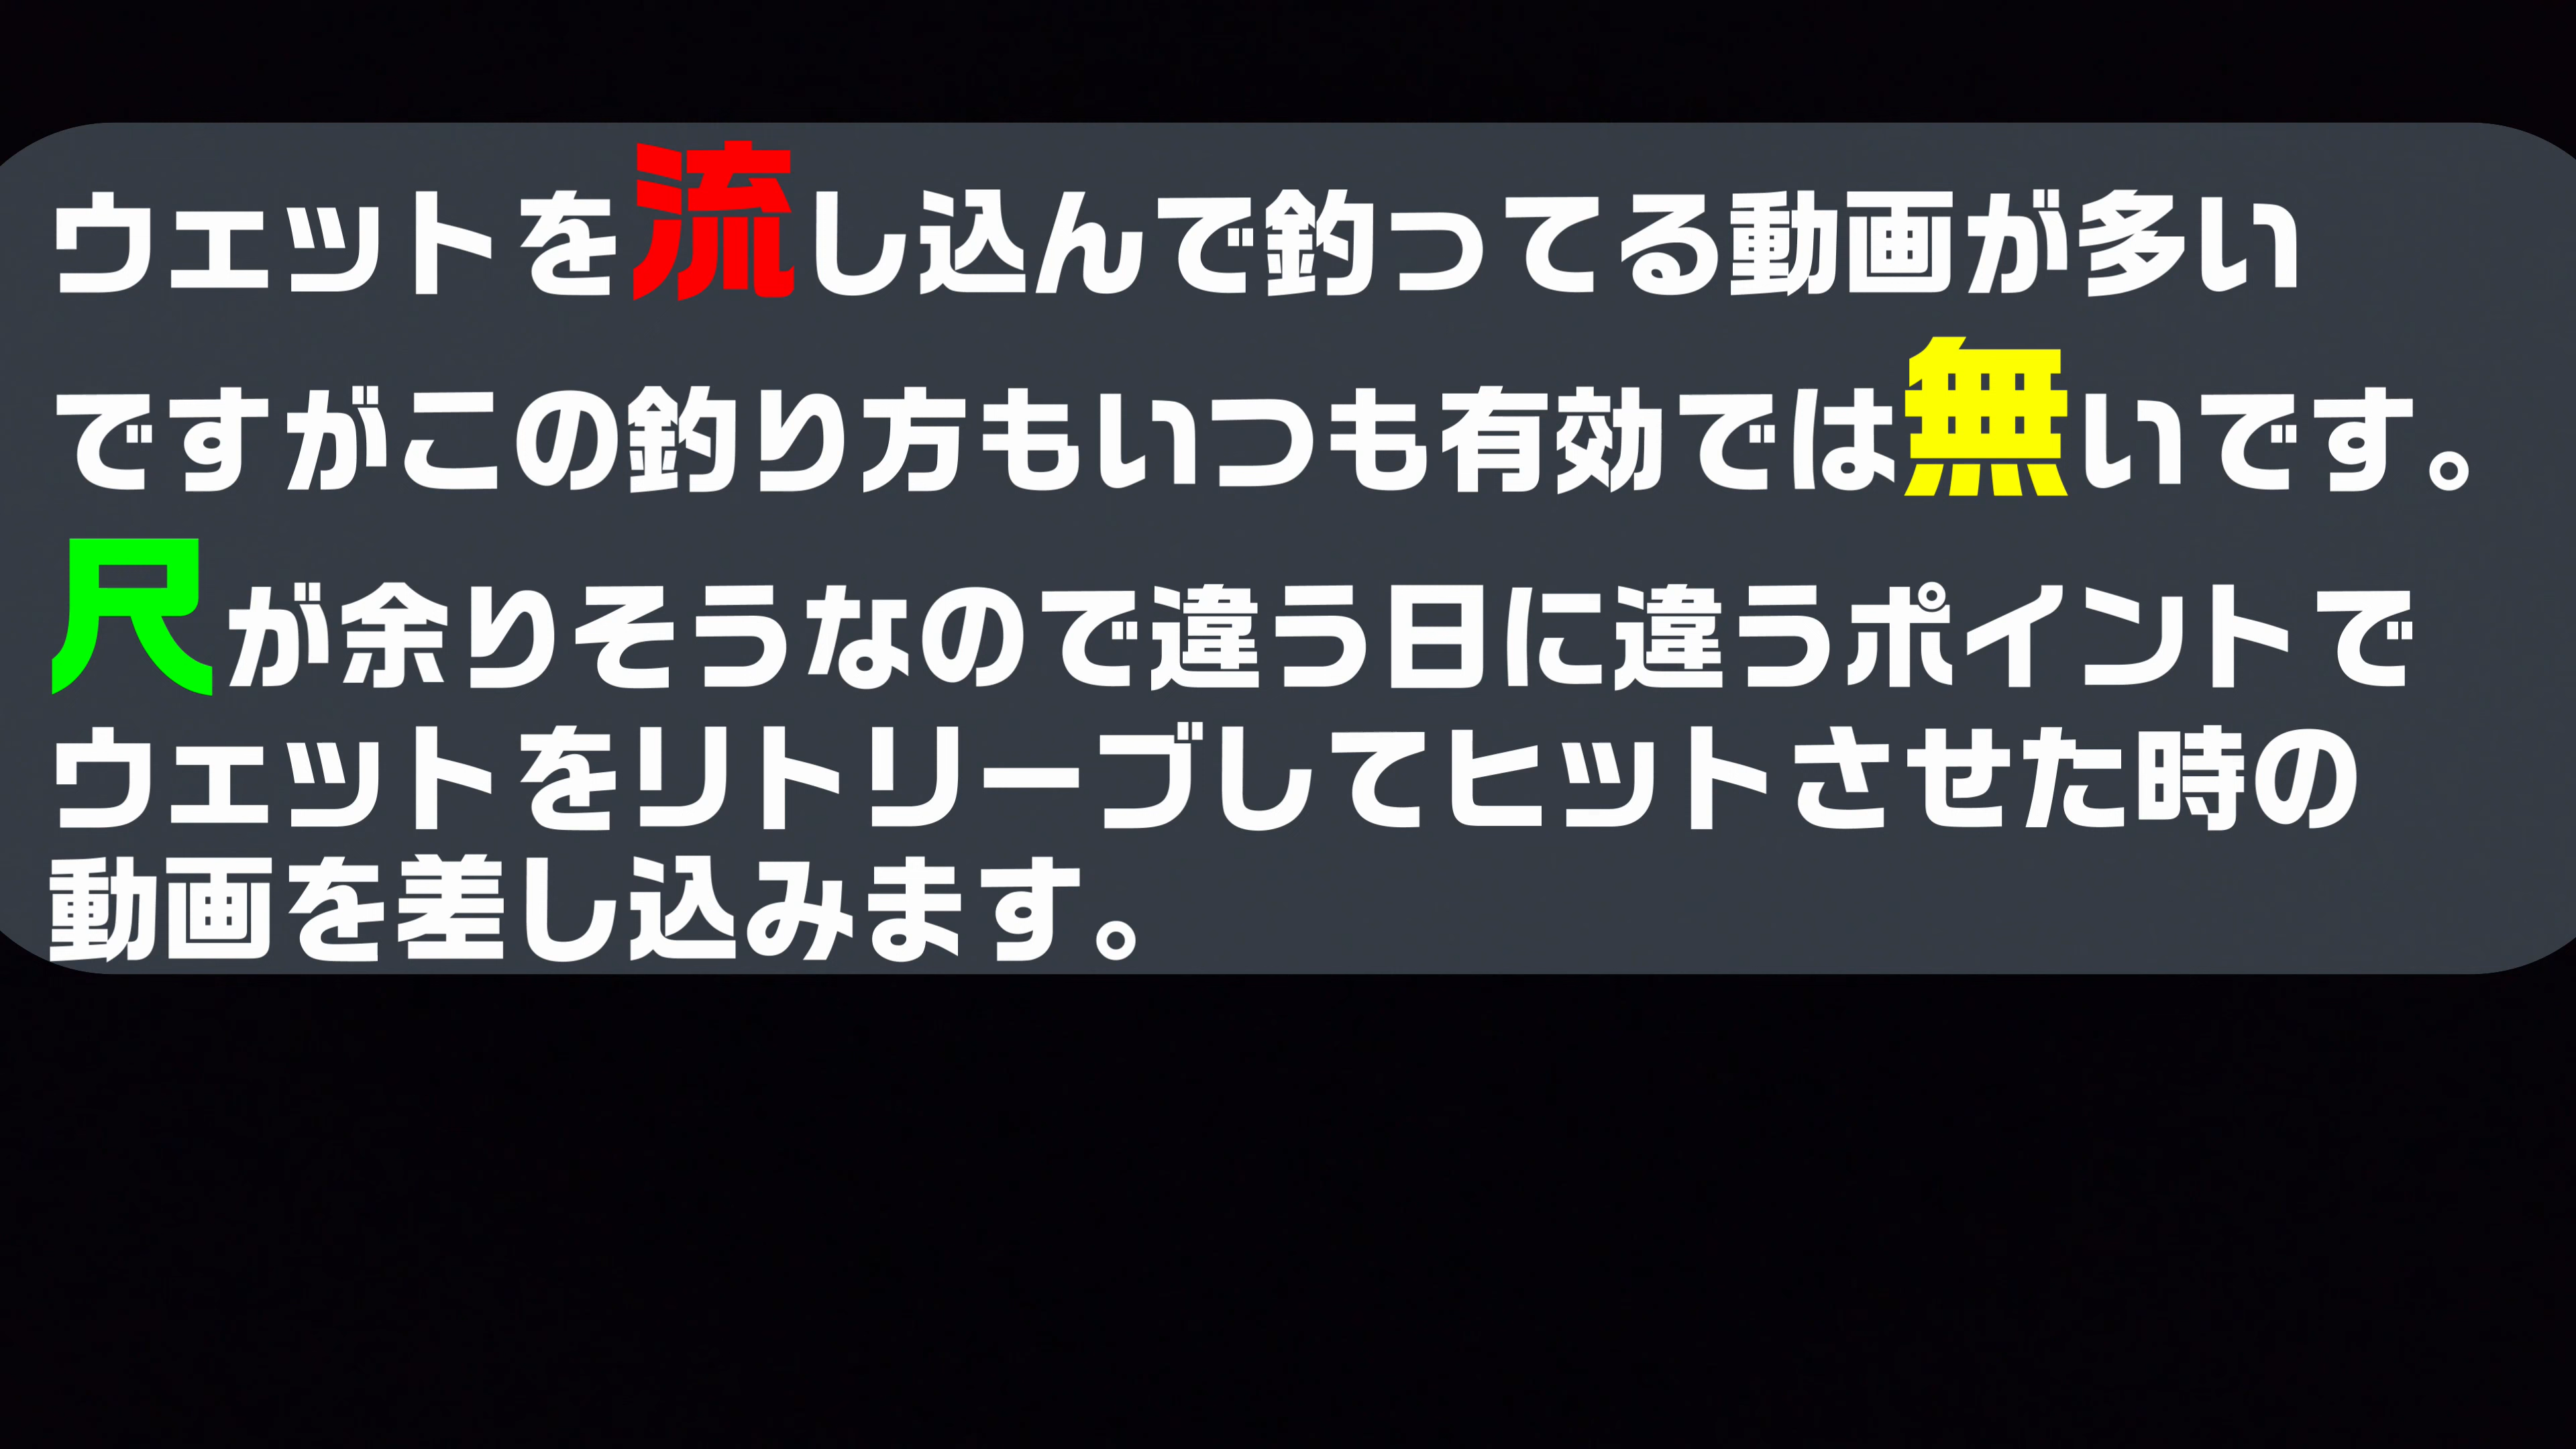 ウェットを流し込んで釣ってる動画が多い
ですがこの釣り方もいつも有効では無いです。
尺が余りそうなので違う日に違うポイントで
ウェットをリトリーブしてヒットさせた時の
動画を差し込みます。